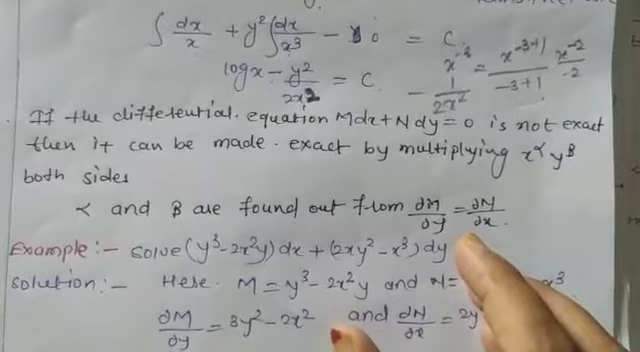 ∫ dx/x + y² ∫ dx/x³ - 0 = C.
log x - y²/2x² = C.
x⁻³ = x⁻³⁺¹/-3+1 x⁻²/-2
- 1/2x²
If the differential equation Mdx+Ndy=0 is not exact
then it can be made exact by multiplying x^α y^β
both sides
α and β are found out from ∂M/∂y = ∂N/∂x.
Example:- solve (y³-2x²y)dx + (2xy²-x³)dy
solution:- Here M = y³-2x²y and N= x³
∂M/∂y = 3y²-2x² and ∂N/∂x = 2y